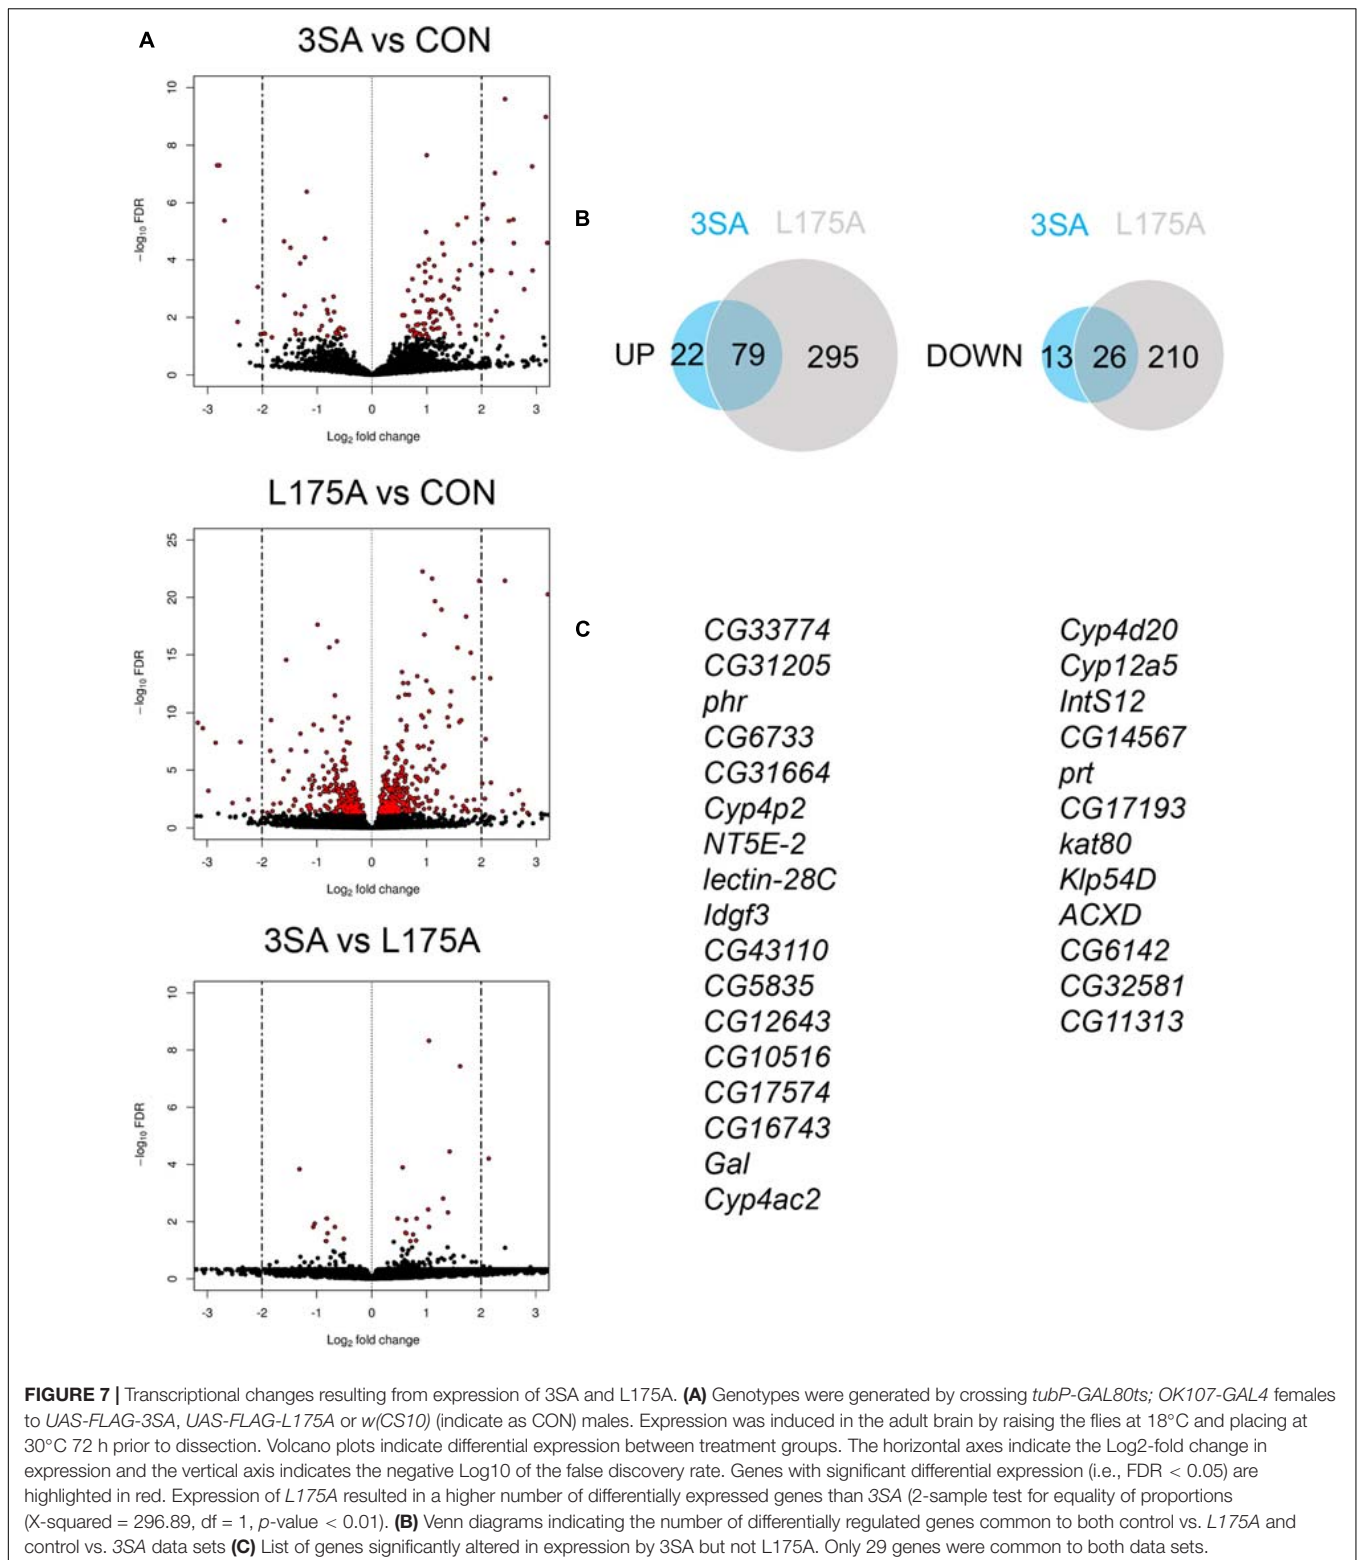 A
3SA vs CON
10
8
6
4
2
0
−log10 FDR
-3 -2 -1 0 1 2 3
Log2 fold change
L175A vs CON
25
20
15
10
5
0
−log10 FDR
-3 -2 -1 0 1 2 3
Log2 fold change
3SA vs L175A
10
8
6
4
2
0
−log10 FDR
-3 -2 -1 0 1 2 3
Log2 fold change
B
3SA L175A
UP 22 79 295
3SA L175A
DOWN 13 26 210
C
CG33774
CG31205
phr
CG6733
CG31664
Cyp4p2
NT5E-2
lectin-28C
Idgf3
CG43110
CG5835
CG12643
CG10516
CG17574
CG16743
Gal
Cyp4ac2
Cyp4d20
Cyp12a5
IntS12
CG14567
prt
CG17193
kat80
Klp54D
ACXD
CG6142
CG32581
CG11313
FIGURE 7 | Transcriptional changes resulting from expression of 3SA and L175A. (A) Genotypes were generated by crossing tubP-GAL80ts; OK107-GAL4 females
to UAS-FLAG-3SA, UAS-FLAG-L175A or w(CS10) (indicate as CON) males. Expression was induced in the adult brain by raising the flies at 18°C and placing at
30°C 72 h prior to dissection. Volcano plots indicate differential expression between treatment groups. The horizontal axes indicate the Log2-fold change in
expression and the vertical axis indicates the negative Log10 of the false discovery rate. Genes with significant differential expression (i.e., FDR < 0.05) are
highlighted in red. Expression of L175A resulted in a higher number of differentially expressed genes than 3SA (2-sample test for equality of proportions
(X-squared = 296.89, df = 1, p-value < 0.01). (B) Venn diagrams indicating the number of differentially regulated genes common to both control vs. L175A and
control vs. 3SA data sets (C) List of genes significantly altered in expression by 3SA but not L175A. Only 29 genes were common to both data sets.